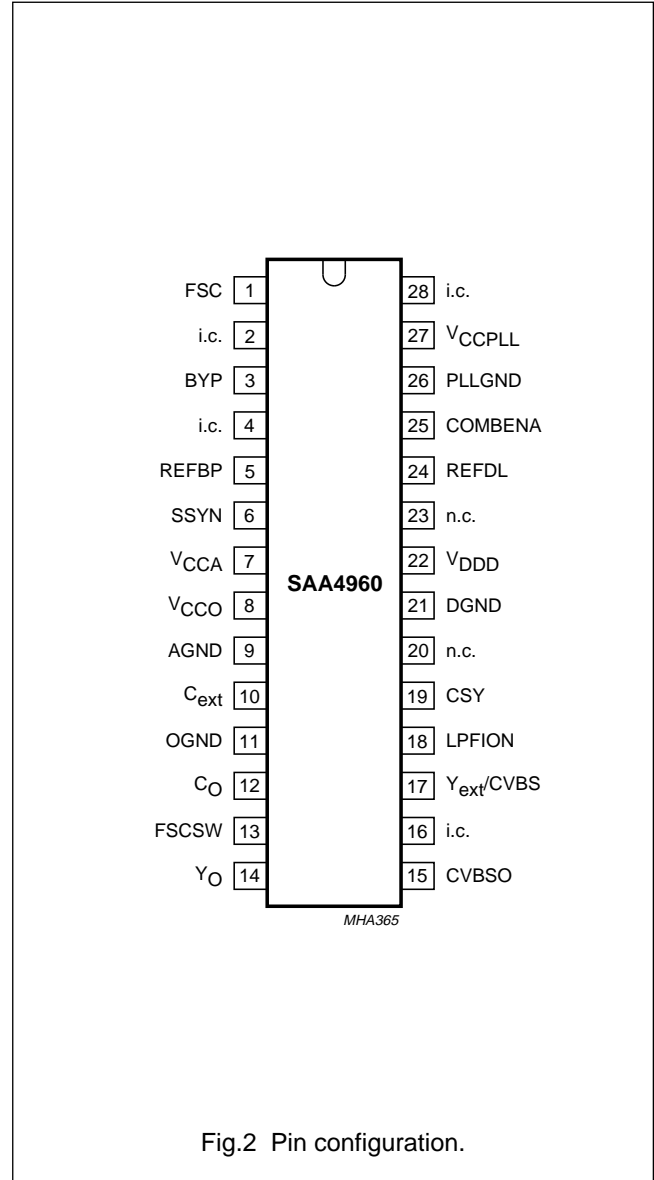 FSC 1 28 i.c.
i.c. 2 27 VCCPLL
BYP 3 26 PLLGND
i.c. 4 25 COMBENA
REFBP 5 24 REFDL
SSYN 6 23 n.c.
VCCA 7 22 VDDD
SAA4960
VCCO 8 21 DGND
AGND 9 20 n.c.
Cext 10 19 CSY
OGND 11 18 LPFION
CO 12 17 Yext/CVBS
FSCSW 13 16 i.c.
YO 14 15 CVBSO
MHA365
Fig.2 Pin configuration.